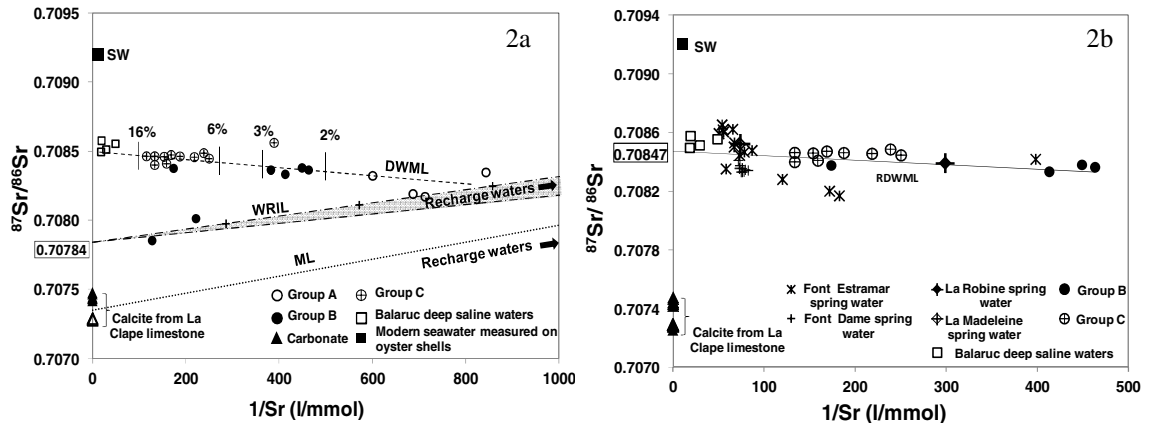 2a
0.7095
0.7090
0.7085
0.7080
0.70784
0.7075
0.7070
87Sr/86Sr
SW
16%
6%
3%
2%
DWML
WRIL
Recharge waters
ML
Recharge waters
Group A
Group C
Group B
Balaruc deep saline waters
Carbonate
Modern seawater measured on
oyster shells
Calcite from La
Clape limestone
0 200 400 600 800 1000
1/Sr (l/mmol)
2b
0.7094
0.7090
0.7086
0.70847
0.7082
0.7078
0.7074
0.7070
87Sr/ 86Sr
SW
RDWML
Font Estramar
spring water
La Robine spring
water
Group B
Font Dame spring
water
La Madeleine
spring water
Group C
Balaruc deep saline waters
Calcite from La
Clape limestone
0 100 200 300 400 500
1/Sr (l/mmol)